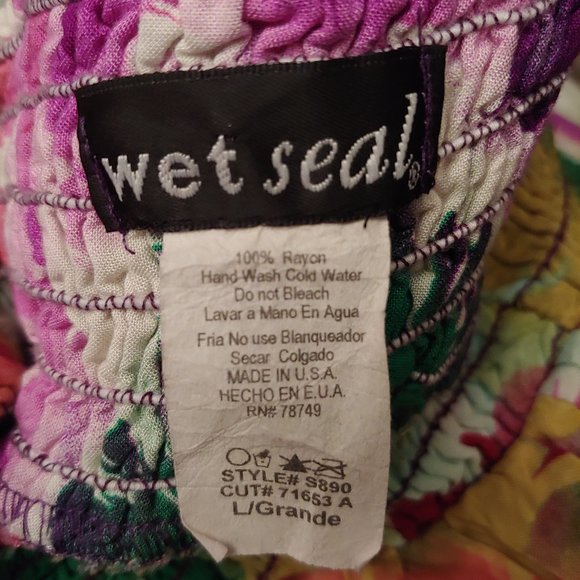 wet seal®
100% Rayon
Hand Wash Cold Water
Do not Bleach
Lavar a Mano En Agua
Fria No use Blanqueador
Secar Colgado
MADE IN U.S.A.
HECHO EN E.U.A.
RN# 78749
STYLE# S890
CUT# 71653 A
L/Grande